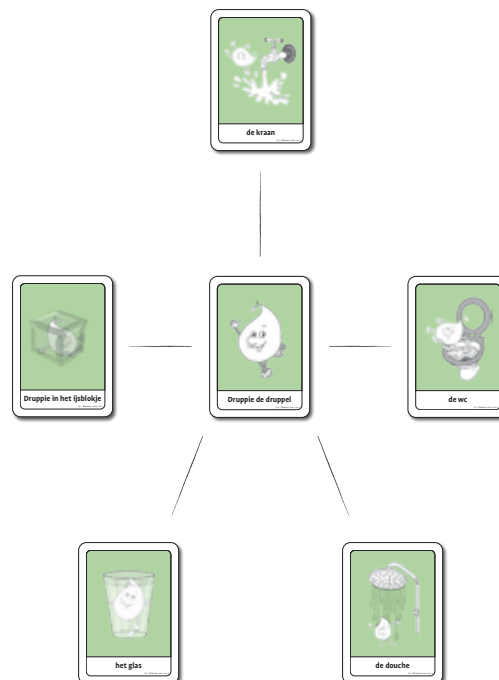 de kraan
Druppie in het ijsblokje
Druppie de druppel
de wc
het glas
de douche